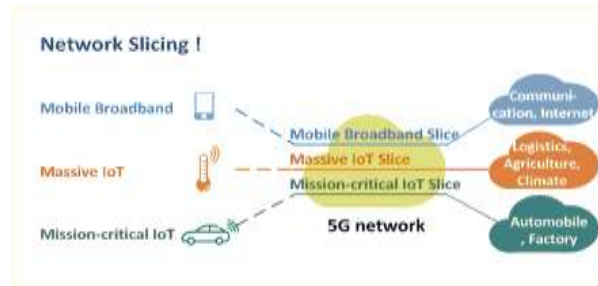 Network Slicing !
Mobile Broadband
Massive IoT
Mission-critical IoT
Mobile Broadband Slice
Massive IoT Slice
Mission-critical IoT Slice
5G network
Communi-
cation, Internet
Logistics,
Agriculture,
Climate
Automobile
, Factory